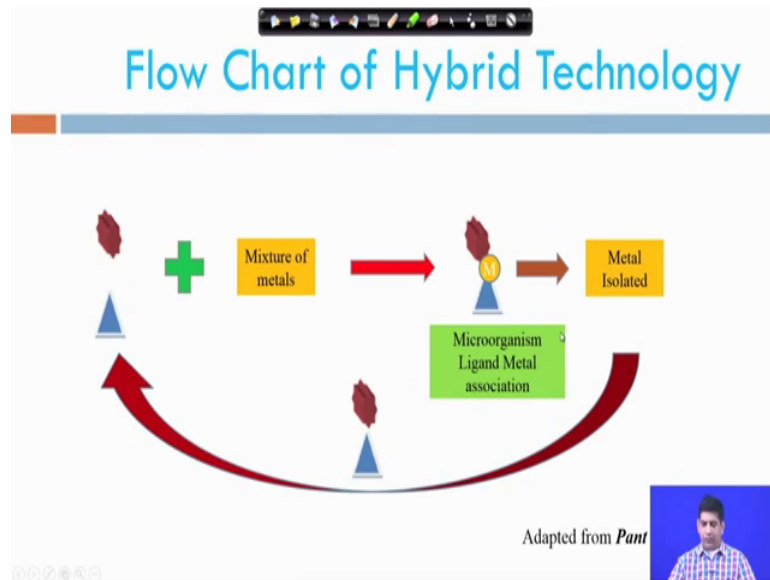 Flow Chart of Hybrid Technology
Mixture of
metals
M
Metal
Isolated
Microorganism
Ligand Metal
association
Adapted from Pant